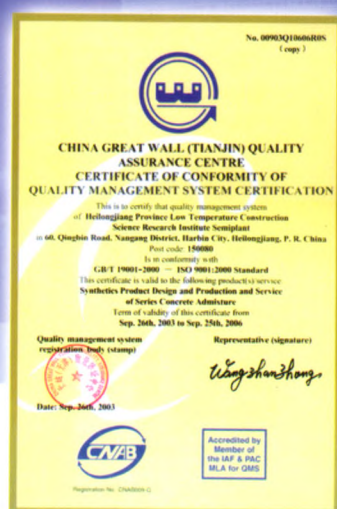 No. 00903Q10606R0S
( copy )
CHINA GREAT WALL (TIANJIN) QUALITY
ASSURANCE CENTRE
CERTIFICATE OF CONFORMITY OF
QUALITY MANAGEMENT SYSTEM CERTIFICATION
This is to certify that quality management system
of Heilongjiang Province Low Temperature Construction
Science Research Institute Semiplant
in 60, Qingbin Road, Nangang District, Harbin City, Heilongjiang, P. R. China
Post code: 150080
Is in conformity with
GB/T 19001-2000 — ISO 9001:2000 Standard
This certificate is valid to the following product(s)/service
Synthetics Product Design and Production and Service
of Series Concrete Admixture
Term of validity of this certificate from
Sep. 26th, 2003 to Sep. 25th, 2006
Quality management system
registration body (stamp)
Representative (signature)
Wang zhanzhong
Date: Sep. 26th, 2003
CNAB
Accredited by
Member of
the IAF & PAC
MLA for QMS
Registration No.